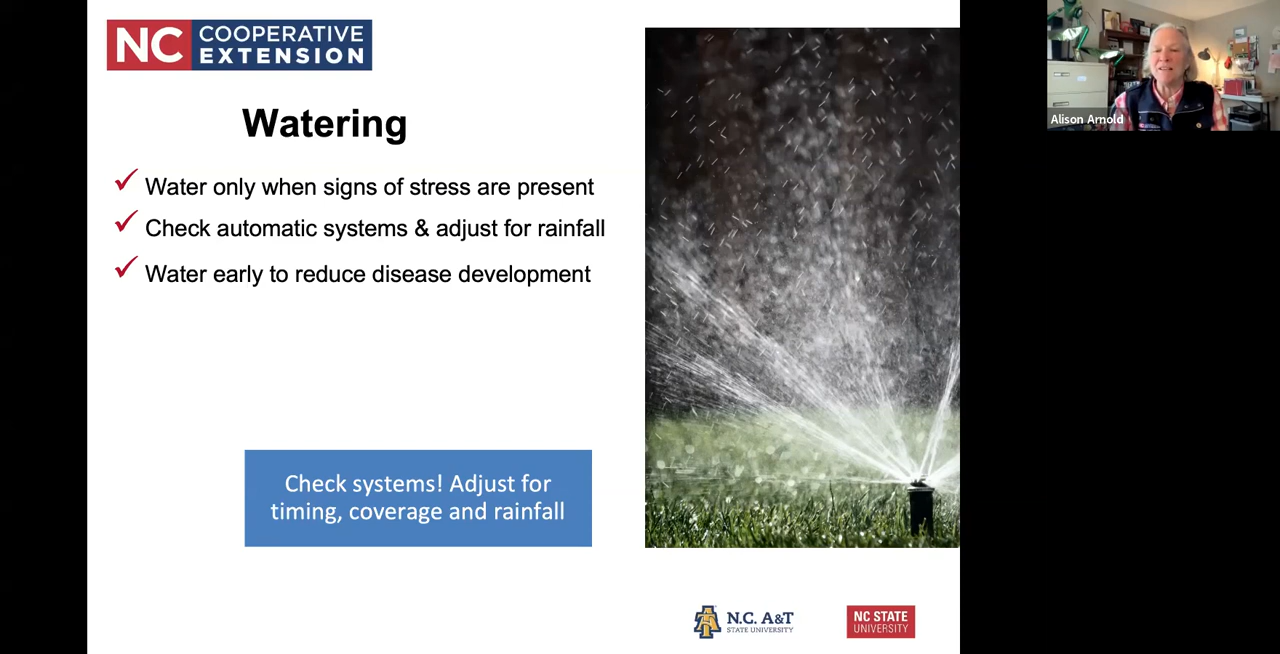 NC COOPERATIVE
EXTENSION
Watering
Water only when signs of stress are present
Check automatic systems & adjust for rainfall
Water early to reduce disease development
Check systems! Adjust for
timing, coverage and rainfall
N.C. A&T
STATE UNIVERSITY
NC STATE
UNIVERSITY
Alison Arnold